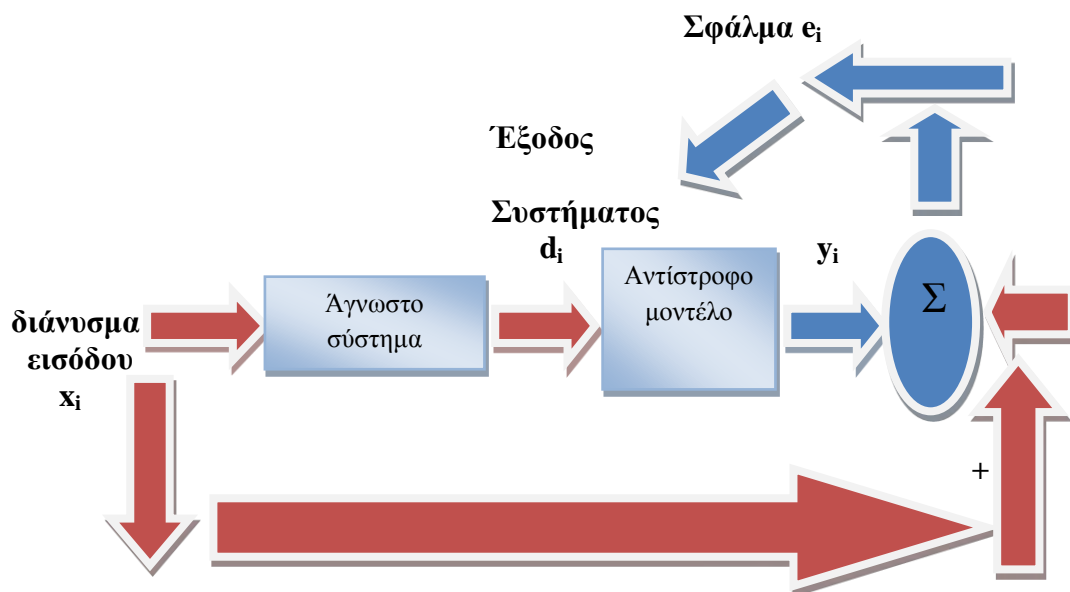 Σφάλμα eᵢ
Έξοδος
Συστήματος
dᵢ
yᵢ
Αντίστροφο
μοντέλο
Σ
Άγνωστο
σύστημα
διάνυσμα
εισόδου
xᵢ
+